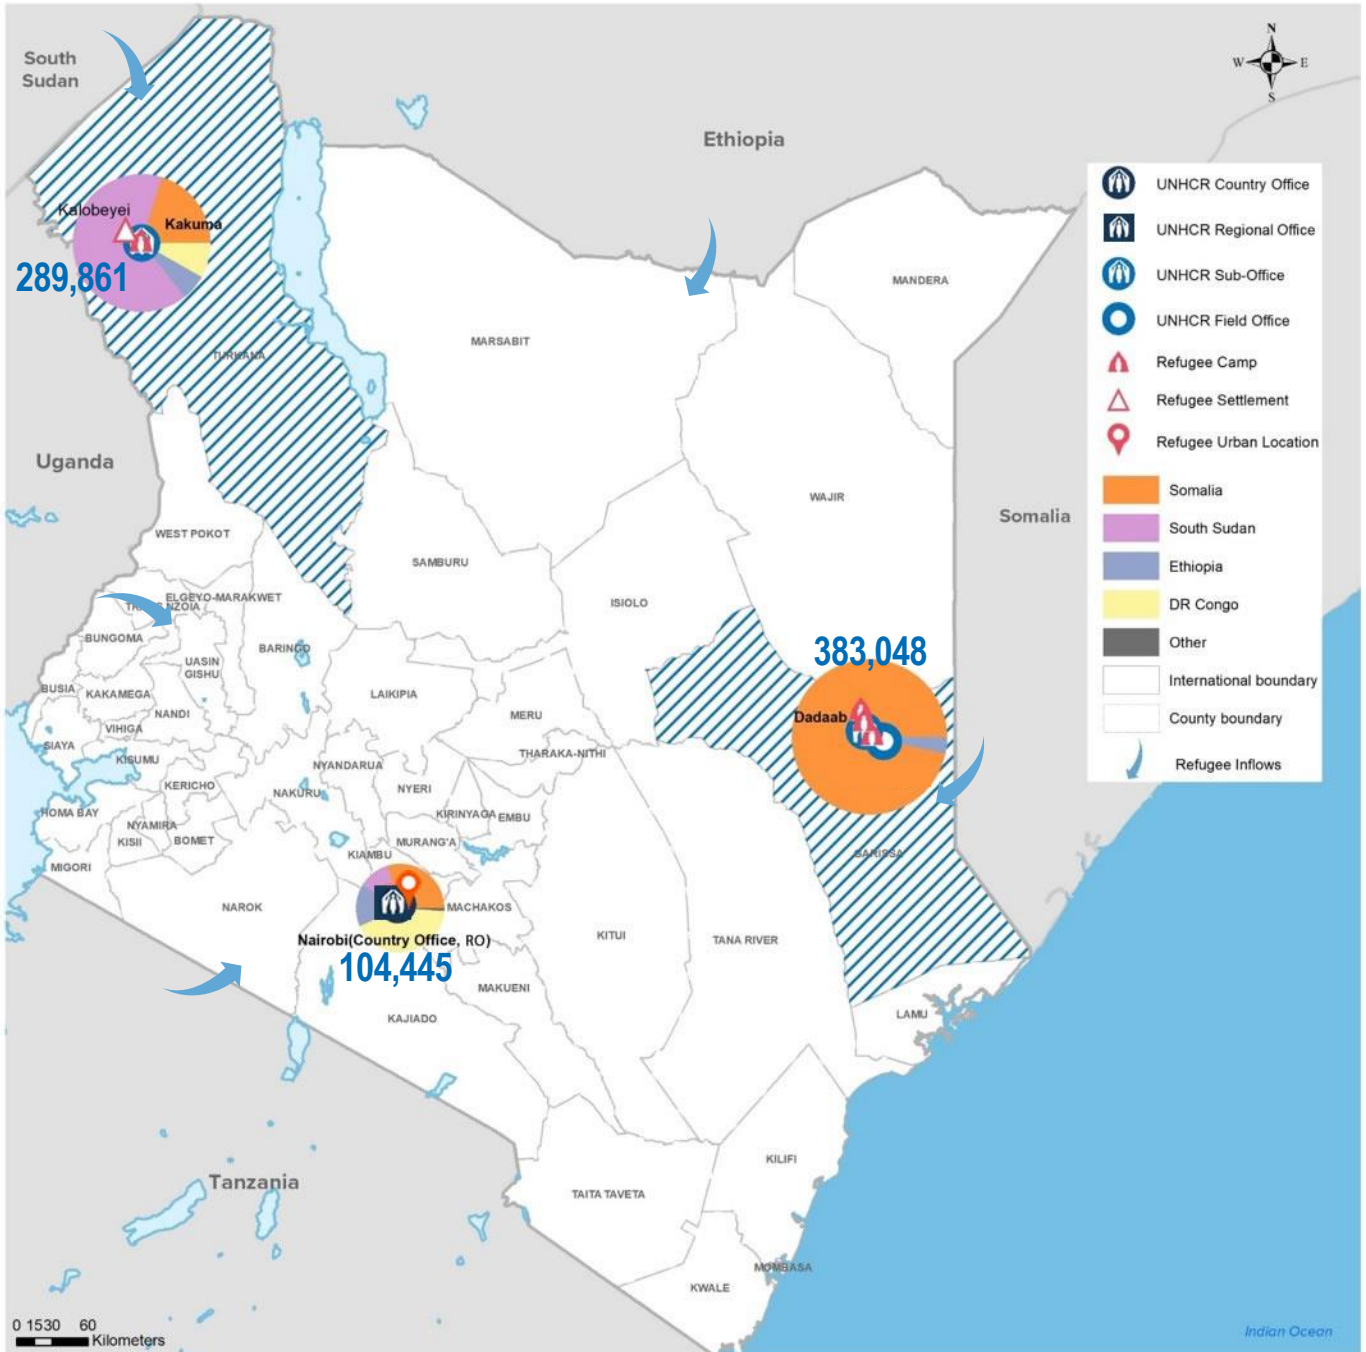 South
Sudan
N
W
E
S
Ethiopia
Kalobeyei
Kakuma
289,861
TURKANA
MARSABIT
MANDERA
UNHCR Country Office
UNHCR Regional Office
UNHCR Sub-Office
UNHCR Field Office
Refugee Camp
Refugee Settlement
Refugee Urban Location
Somalia
South Sudan
Ethiopia
DR Congo
Other
International boundary
County boundary
Refugee Inflows
Uganda
WAJIR
Somalia
WEST POKOT
SAMBURU
ISIOLO
ELGEYO-MARAKWET
TRANS NZOIA
BUNGOMA
BARINGO
UASIN
GISHU
383,048
Dadaab
BUSIA
KAKAMEGA
LAIKIPIA
NANDI
MERU
VIHIGA
SIAYA
KISUMU
THARAKA-NITHI
NYANDARUA
KERICHO
NAKURU
NYERI
HOMA BAY
NYAMIRA
KIRINYAGA
EMBU
KISII
BOMET
MURANG'A
KIAMBU
GARISSA
MIGORI
NAROK
MACHAKOS
KITUI
TANA RIVER
Nairobi(Country Office, RO)
104,445
MAKUENI
KAJIADO
LAMU
KILIFI
Tanzania
TAITA TAVETA
MOMBASA
KWALE
0 1530 60
Kilometers
Indian Ocean